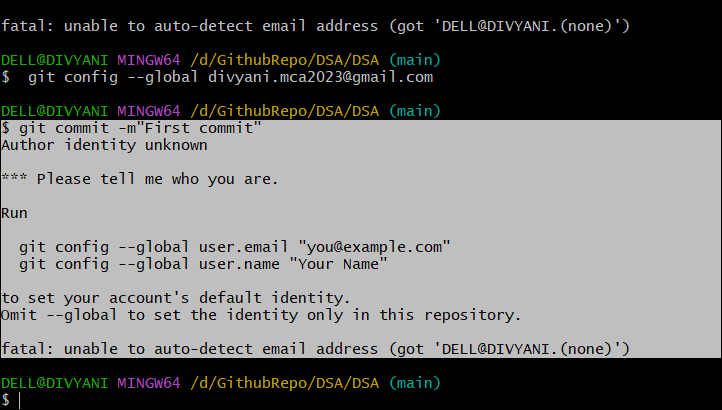 fatal: unable to auto-detect email address (got 'DELL@DIVYANI.(none)')
DELL@DIVYANI MINGW64 /d/GithubRepo/DSA/DSA (main)
$  git config --global divyani.mca2023@gmail.com
DELL@DIVYANI MINGW64 /d/GithubRepo/DSA/DSA (main)
$ git commit -m"First commit"
Author identity unknown
*** Please tell me who you are.
Run
  git config --global user.email "you@example.com"
  git config --global user.name "Your Name"
to set your account's default identity.
Omit --global to set the identity only in this repository.
fatal: unable to auto-detect email address (got 'DELL@DIVYANI.(none)')
DELL@DIVYANI MINGW64 /d/GithubRepo/DSA/DSA (main)
$